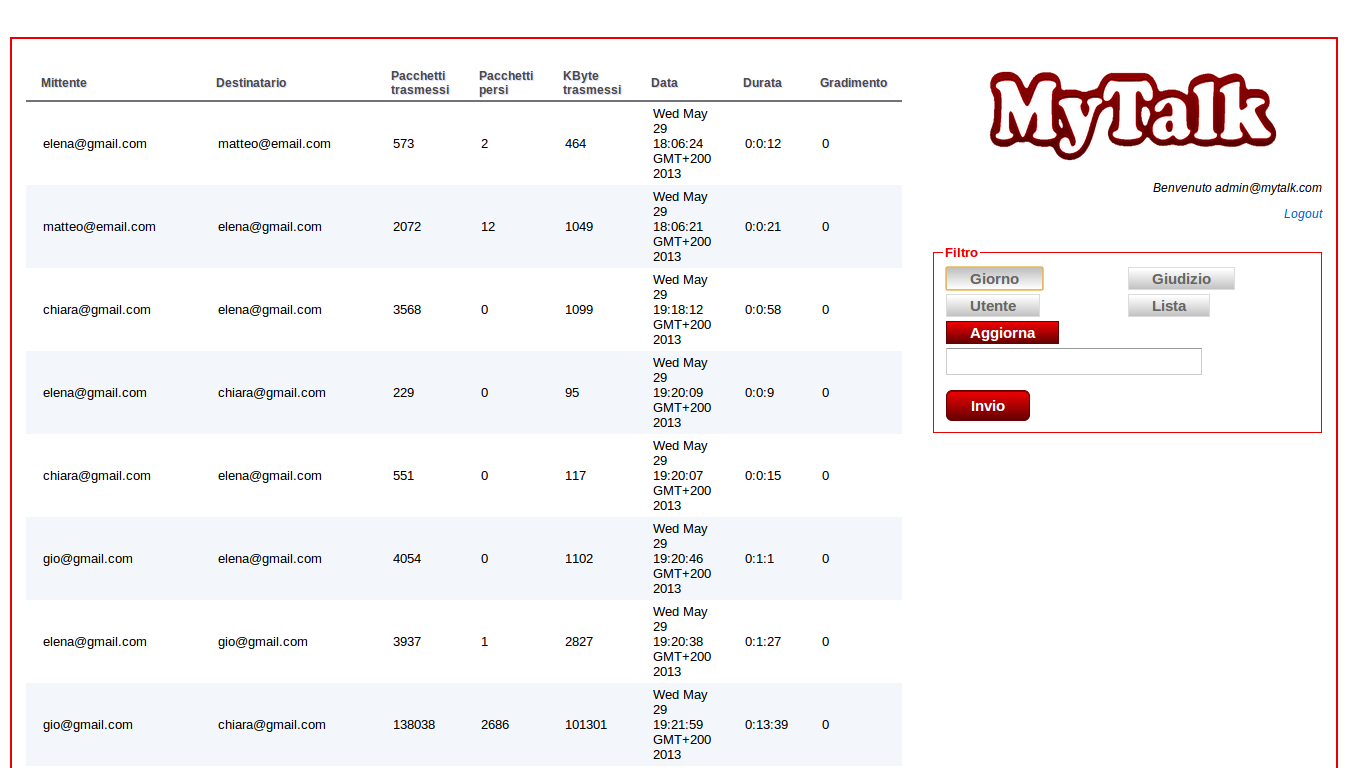 Mittente Destinatario Pacchetti trasmessi Pacchetti persi KByte trasmessi Data Durata Gradimento
elena@gmail.com matteo@email.com 573 2 464 Wed May 29 18:06:24 GMT+200 2013 0:0:12 0
matteo@email.com elena@gmail.com 2072 12 1049 Wed May 29 18:06:21 GMT+200 2013 0:0:21 0
chiara@gmail.com elena@gmail.com 3568 0 1099 Wed May 29 19:18:12 GMT+200 2013 0:0:58 0
elena@gmail.com chiara@gmail.com 229 0 95 Wed May 29 19:20:09 GMT+200 2013 0:0:9 0
chiara@gmail.com elena@gmail.com 551 0 117 Wed May 29 19:20:07 GMT+200 2013 0:0:15 0
gio@gmail.com elena@gmail.com 4054 0 1102 Wed May 29 19:20:46 GMT+200 2013 0:1:1 0
elena@gmail.com gio@gmail.com 3937 1 2827 Wed May 29 19:20:38 GMT+200 2013 0:1:27 0
gio@gmail.com chiara@gmail.com 138038 2686 101301 Wed May 29 19:21:59 GMT+200 2013 0:13:39 0
MyTalk
Benvenuto admin@mytalk.com
Logout
Filtro
Giorno Giudizio
Utente Lista
Aggiorna
Invio